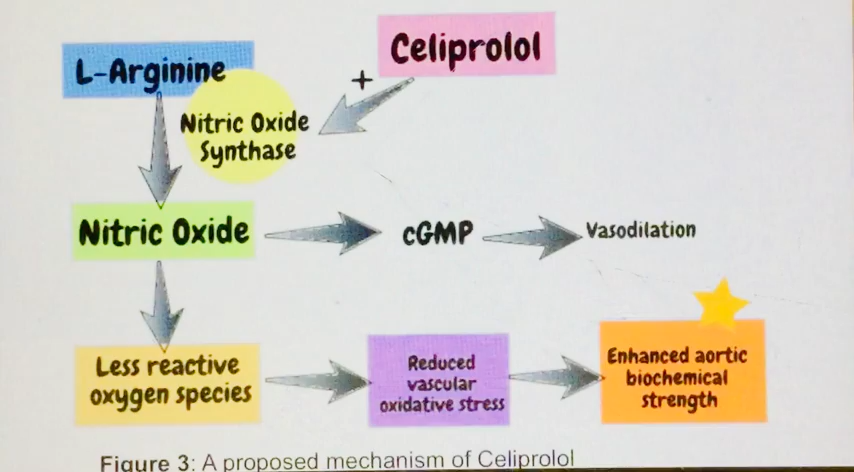 Celiprolol
L-Arginine
+
Nitric Oxide
Synthase
Nitric Oxide
cGMP
Vasodilation
Less reactive
oxygen species
Reduced
vascular
oxidative stress
Enhanced aortic
biochemical
strength
Figure 3: A proposed mechanism of Celiprolol